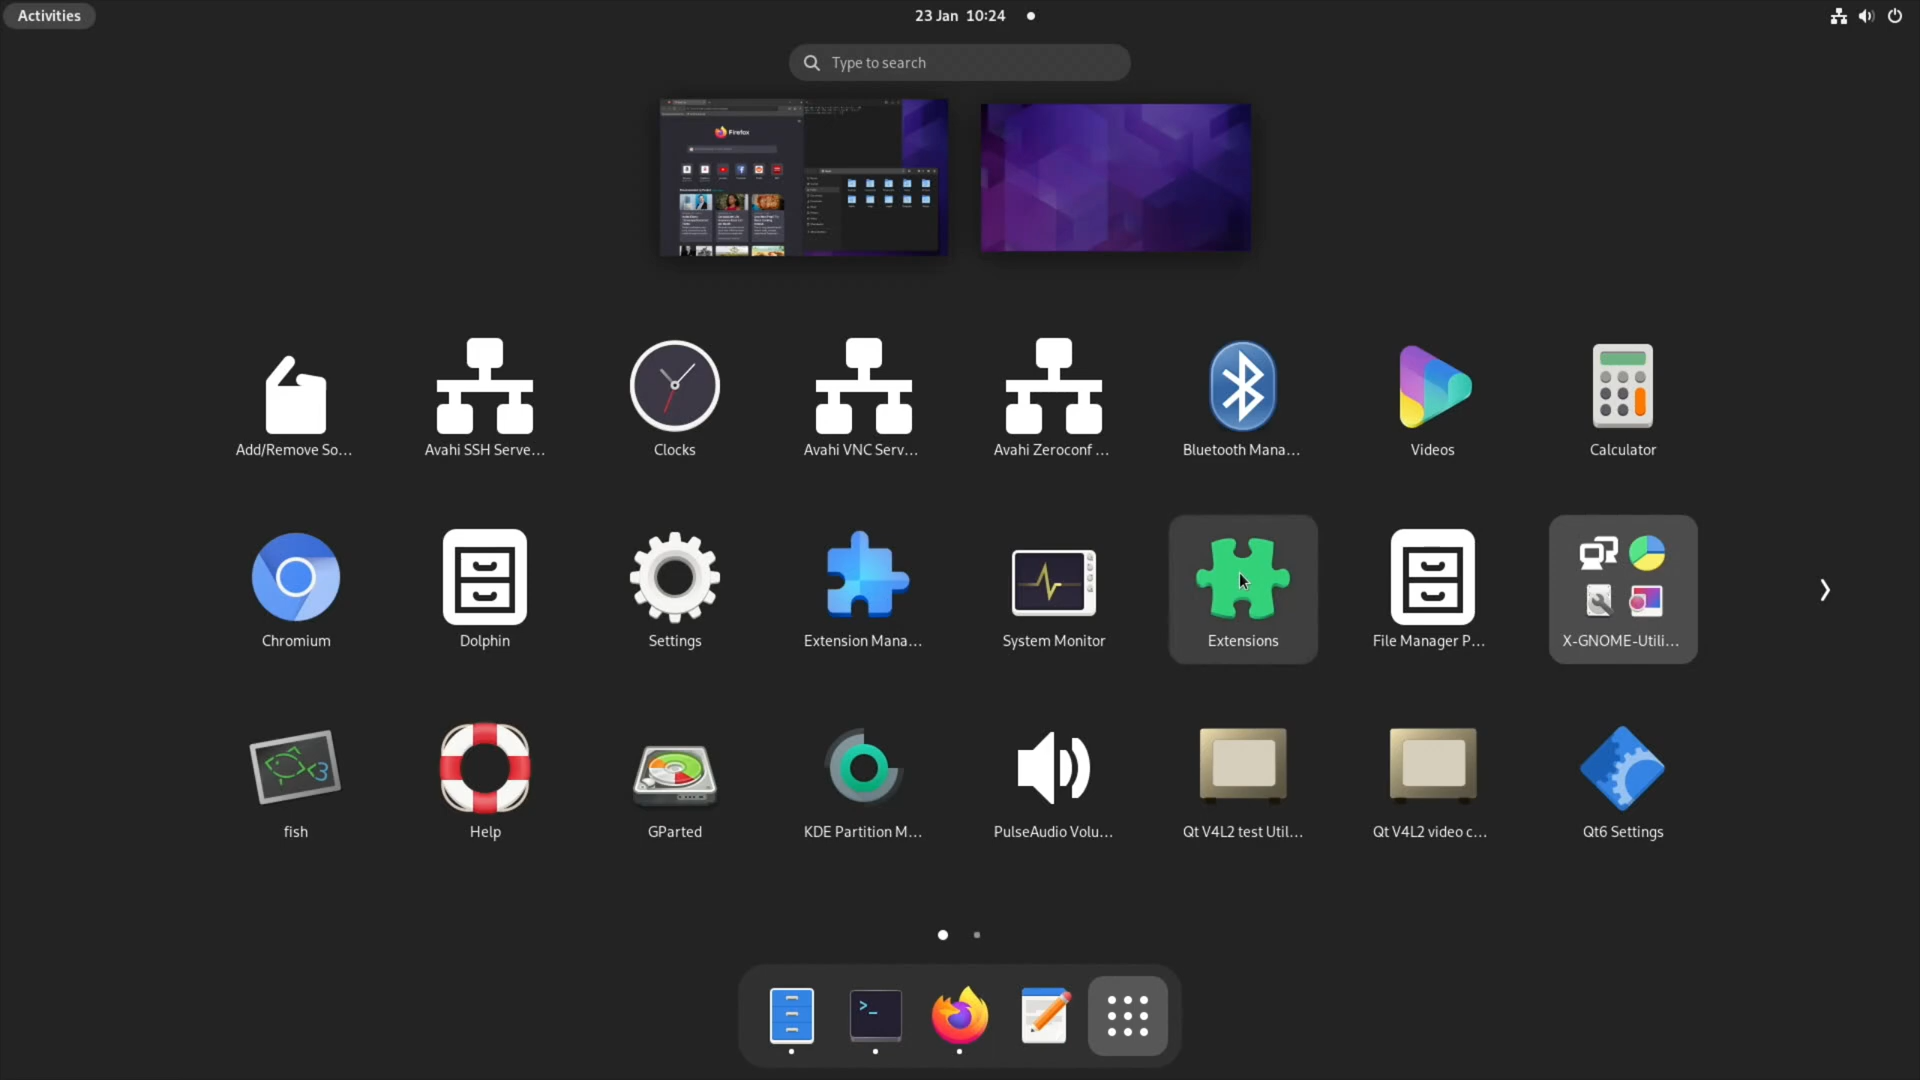 Activities
23 Jan 10:24
Type to search
Firefox
Add/Remove So...
Avahi SSH Serve...
Clocks
Avahi VNC Serv...
Avahi Zeroconf ...
Bluetooth Mana...
Videos
Calculator
Chromium
Dolphin
Settings
Extension Mana...
System Monitor
Extensions
File Manager P...
X-GNOME-Utili...
fish
Help
GParted
KDE Partition M...
PulseAudio Volu...
Qt V4L2 test Util...
Qt V4L2 video c...
Qt6 Settings